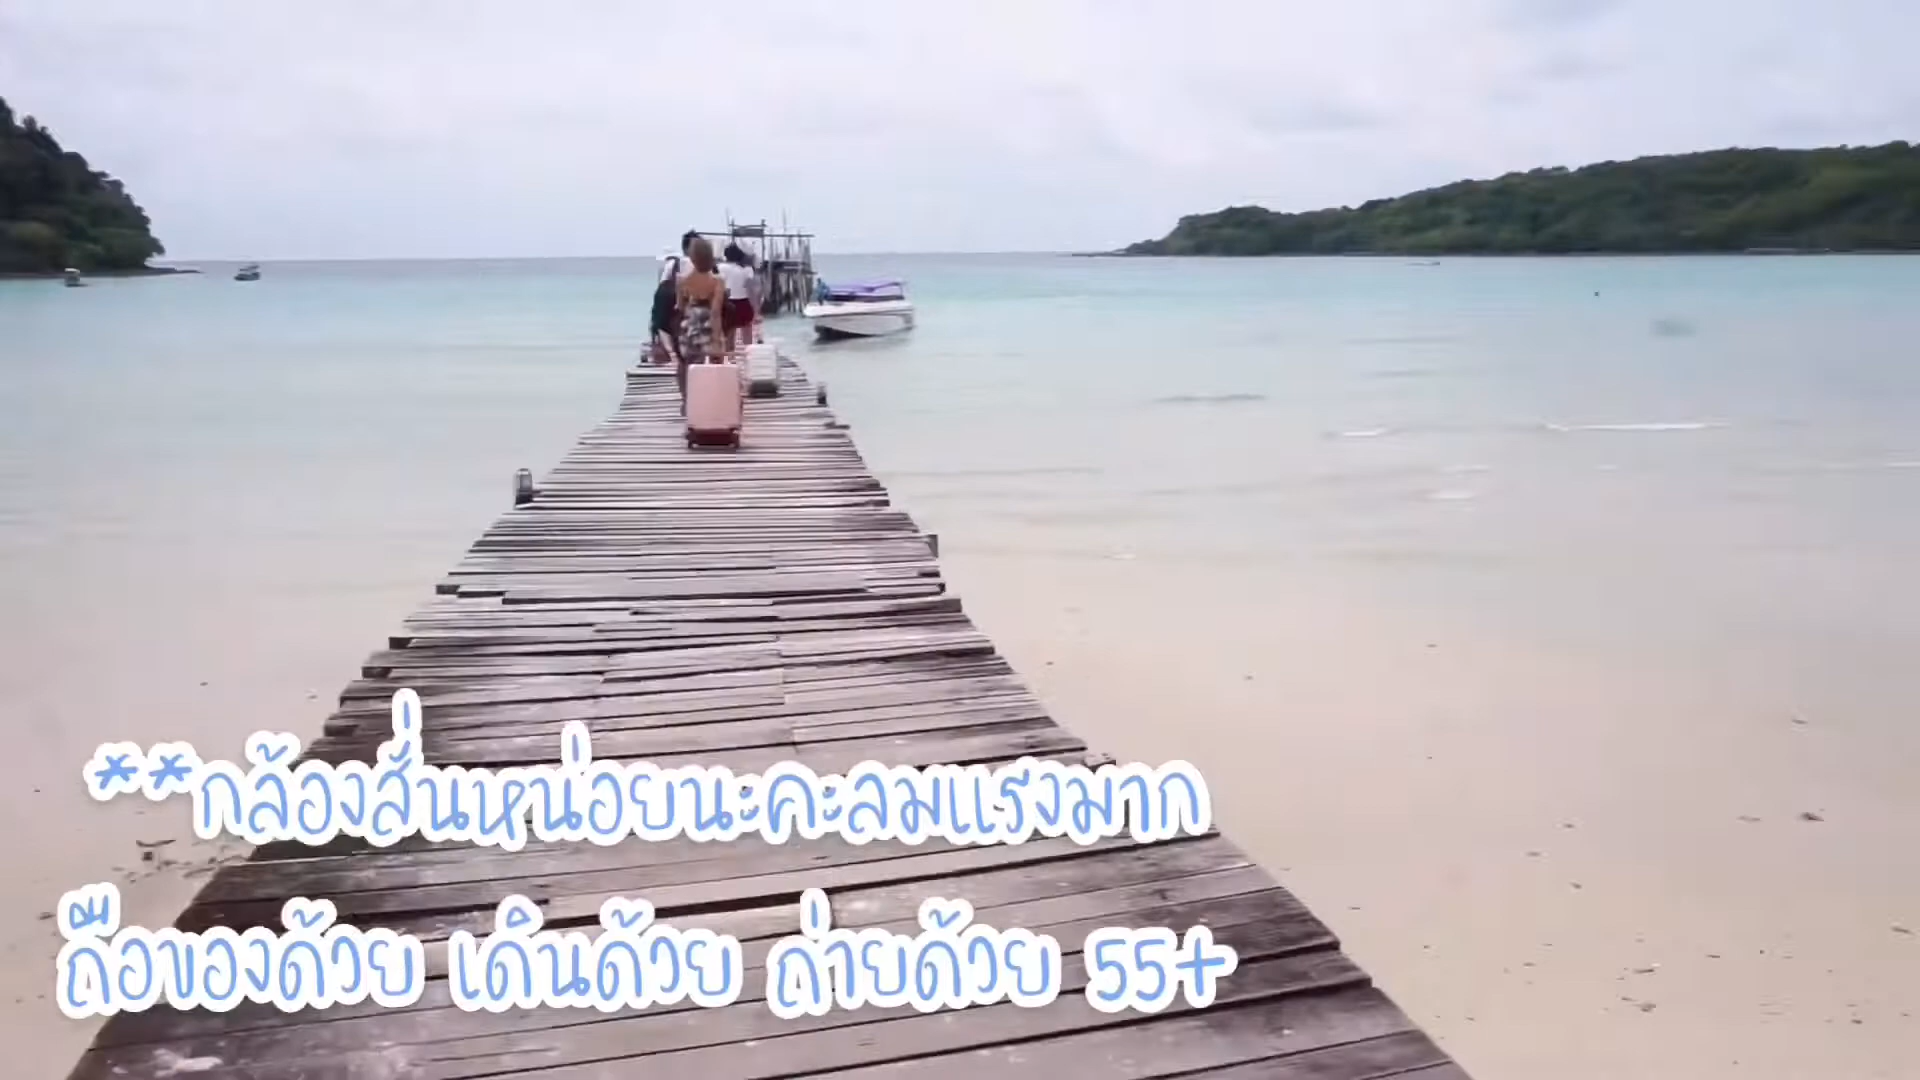 **กล้องสั่นหน่อยนะคะลมแรงมาก
ถือของด้วย เดินด้วย ถ่ายด้วย 55+